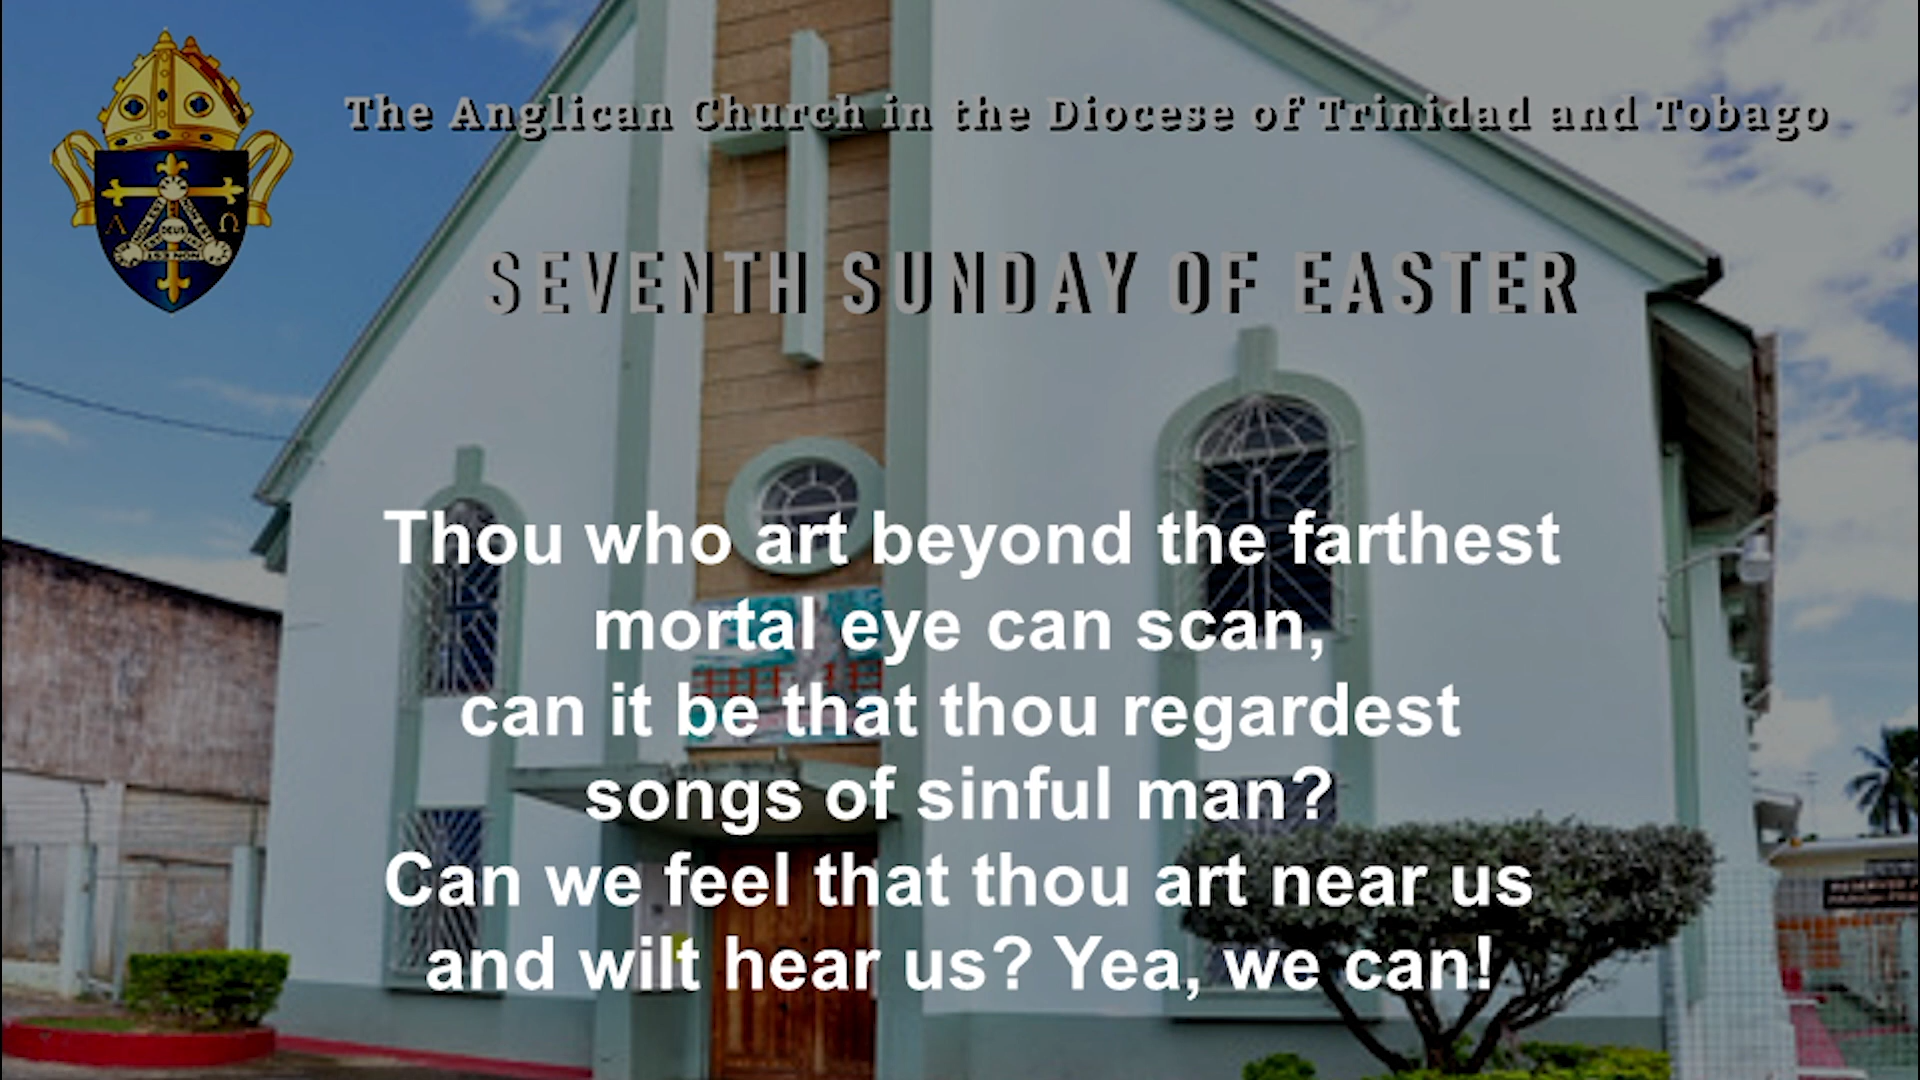 The Anglican Church in the Diocese of Trinidad and Tobago
SEVENTH SUNDAY OF EASTER
Thou who art beyond the farthest
mortal eye can scan,
can it be that thou regardest
songs of sinful man?
Can we feel that thou art near us
and wilt hear us? Yea, we can!
Α Ω
DEUS